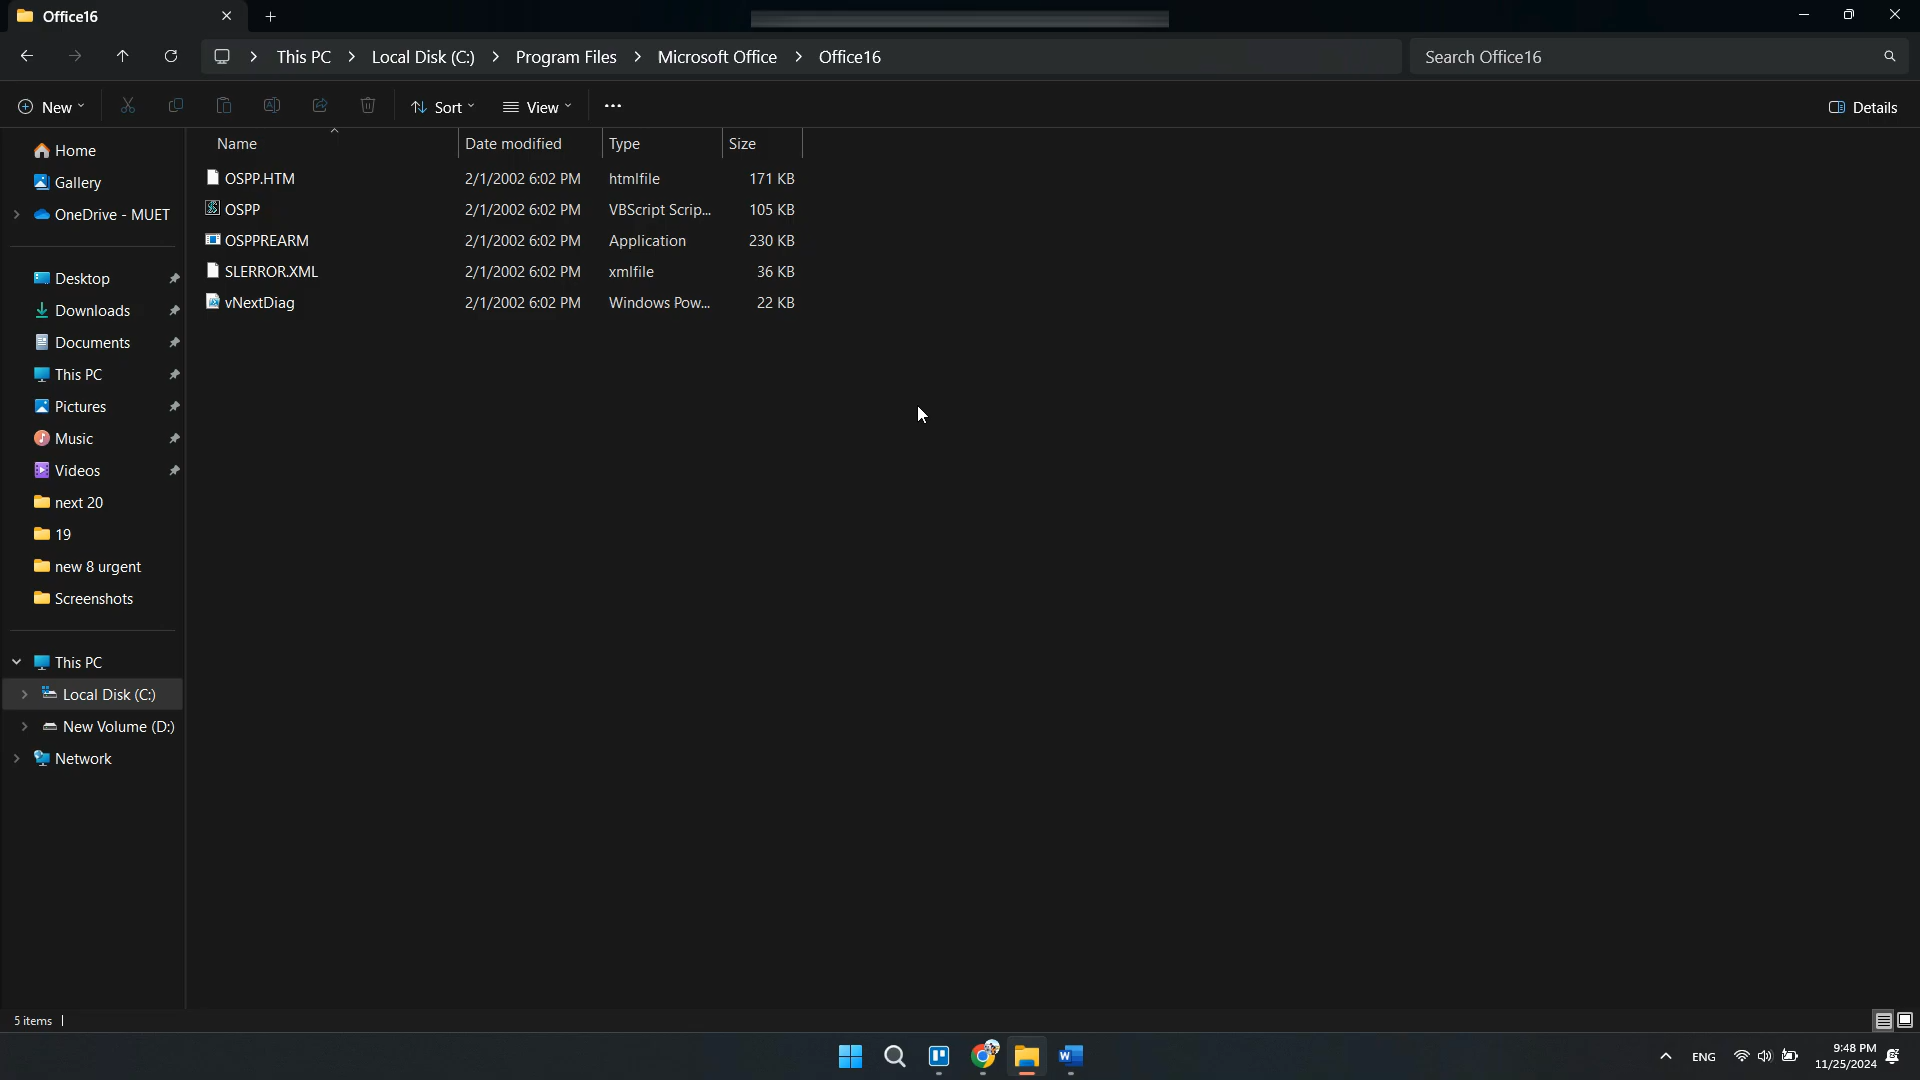 Office16
This PC > Local Disk (C:) > Program Files > Microsoft Office > Office16
Search Office16
New
Sort
View
Details
Home
Gallery
OneDrive - MUET
Desktop
Downloads
Documents
This PC
Pictures
Music
Videos
next 20
19
new 8 urgent
Screenshots
This PC
Local Disk (C:)
New Volume (D:)
Network
Name Date modified Type Size
OSPP.HTM 2/1/2002 6:02 PM htmlfile 171 KB
OSPP 2/1/2002 6:02 PM VBScript Scrip... 105 KB
OSPPREARM 2/1/2002 6:02 PM Application 230 KB
SLERROR.XML 2/1/2002 6:02 PM xmlfile 36 KB
vNextDiag 2/1/2002 6:02 PM Windows Pow... 22 KB
5 items
ENG
9:48 PM
11/25/2024